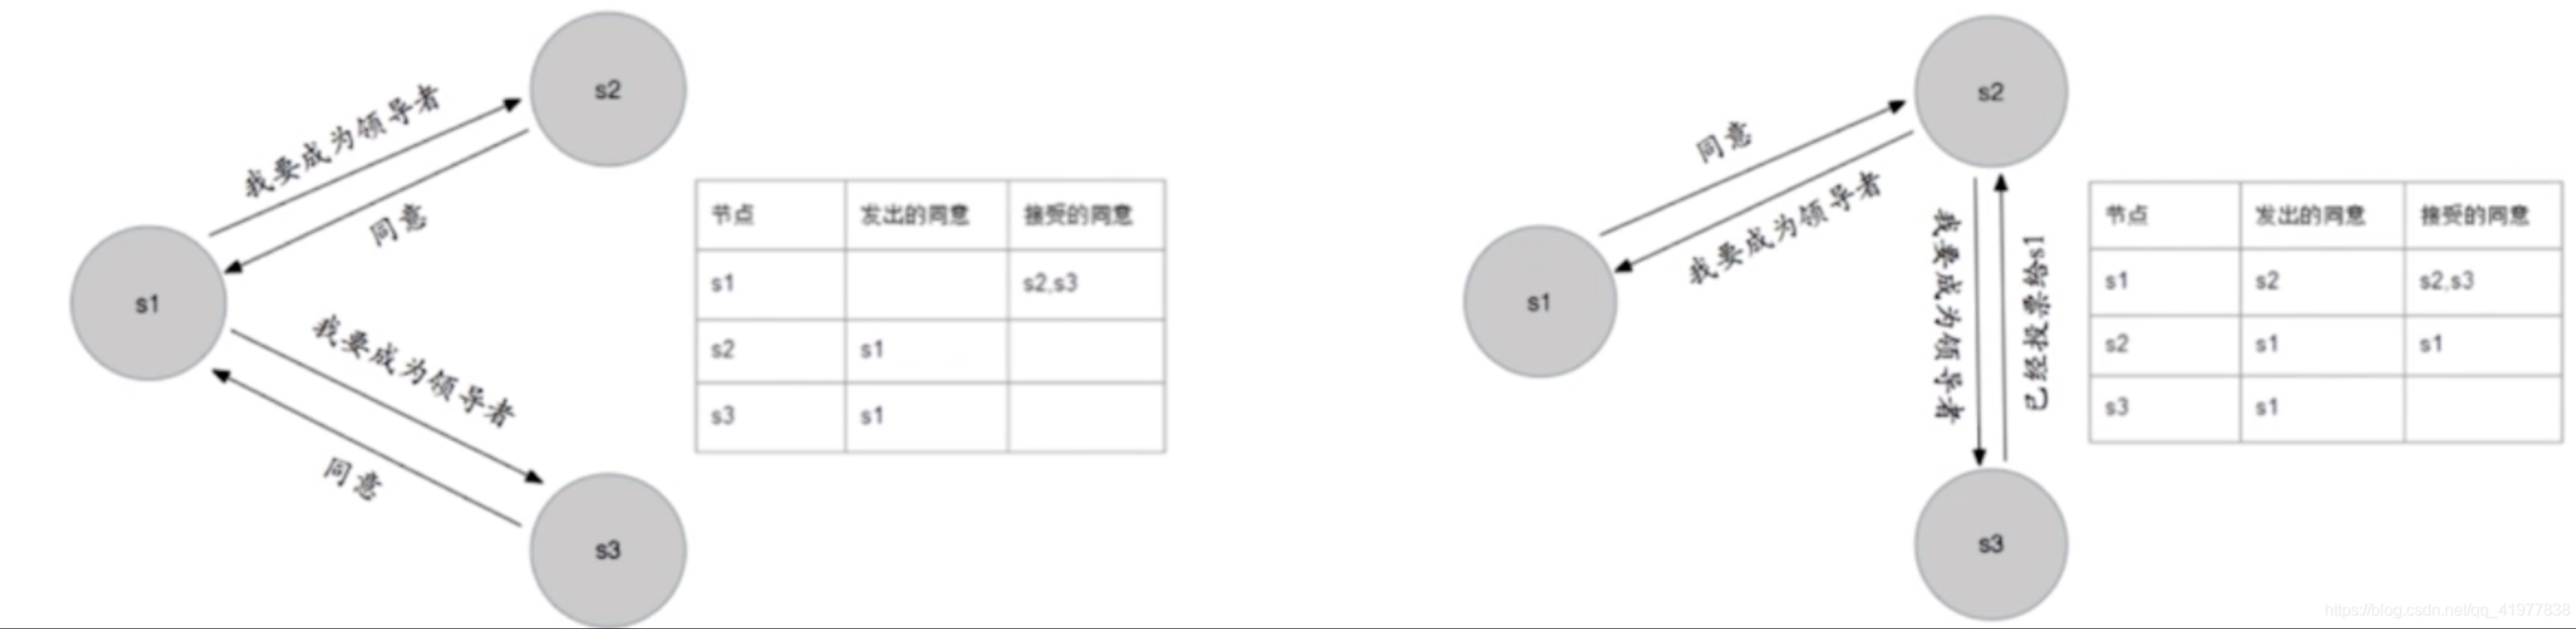 s2
我要成为领导者
同意
s1
我要成为领导者
同意
s3
节点 发出的同意 接受的同意
s1 s2,s3
s2 s1
s3 s1
s2
同意
我要成为领导者
s1
我要成为领导者
已经投票给s1
s3
节点 发出的同意 接受的同意
s1 s2 s2,s3
s2 s1 s1
s3 s1
https://blog.csdn.net/qq_41977838